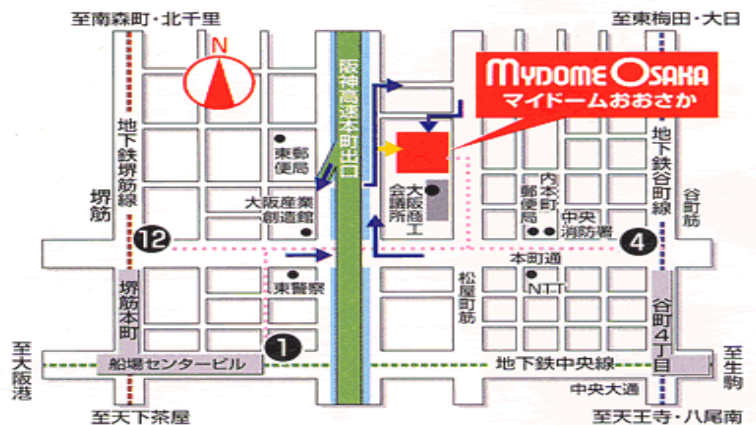 至南森町・北千里
至東梅田・大日
N
MYDOME OSAKA
マイドームおおさか
阪神高速本町出口
地下鉄堺筋線
堺筋
東郵
便局
大阪産業
創造館
大阪商工
会議所
内本町
郵便局
中央
消防署
地下鉄谷町線
谷町筋
12
4
本町通
東警察
NTT
松屋町筋
堺筋本町
谷町4丁目
1
至大阪港
船場センタービル
地下鉄中央線
至生駒
中央大通
至天下茶屋
至天王寺・八尾南